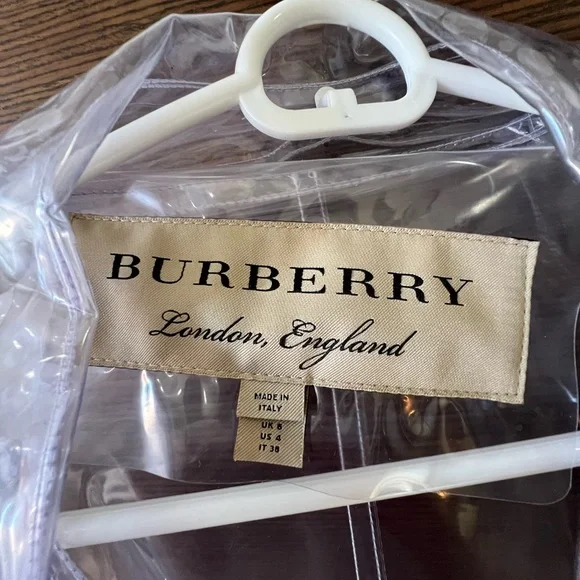 BURBERRY
London, England
MADE IN
ITALY
UK 6
US 4
IT 38